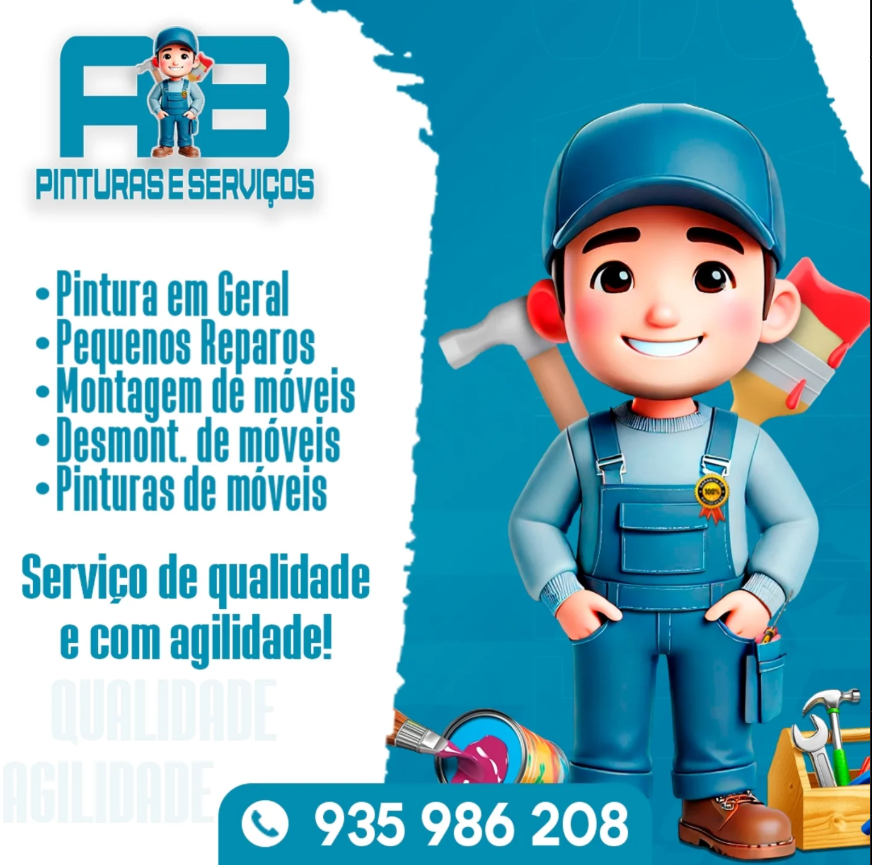 AB
PINTURAS E SERVIÇOS
•Pintura em Geral
•Pequenos Reparos
•Montagem de móveis
•Desmont. de móveis
•Pinturas de móveis
Serviço de qualidade
e com agilidade!
QUALIDADE
AGILIDADE
100%
935 986 208